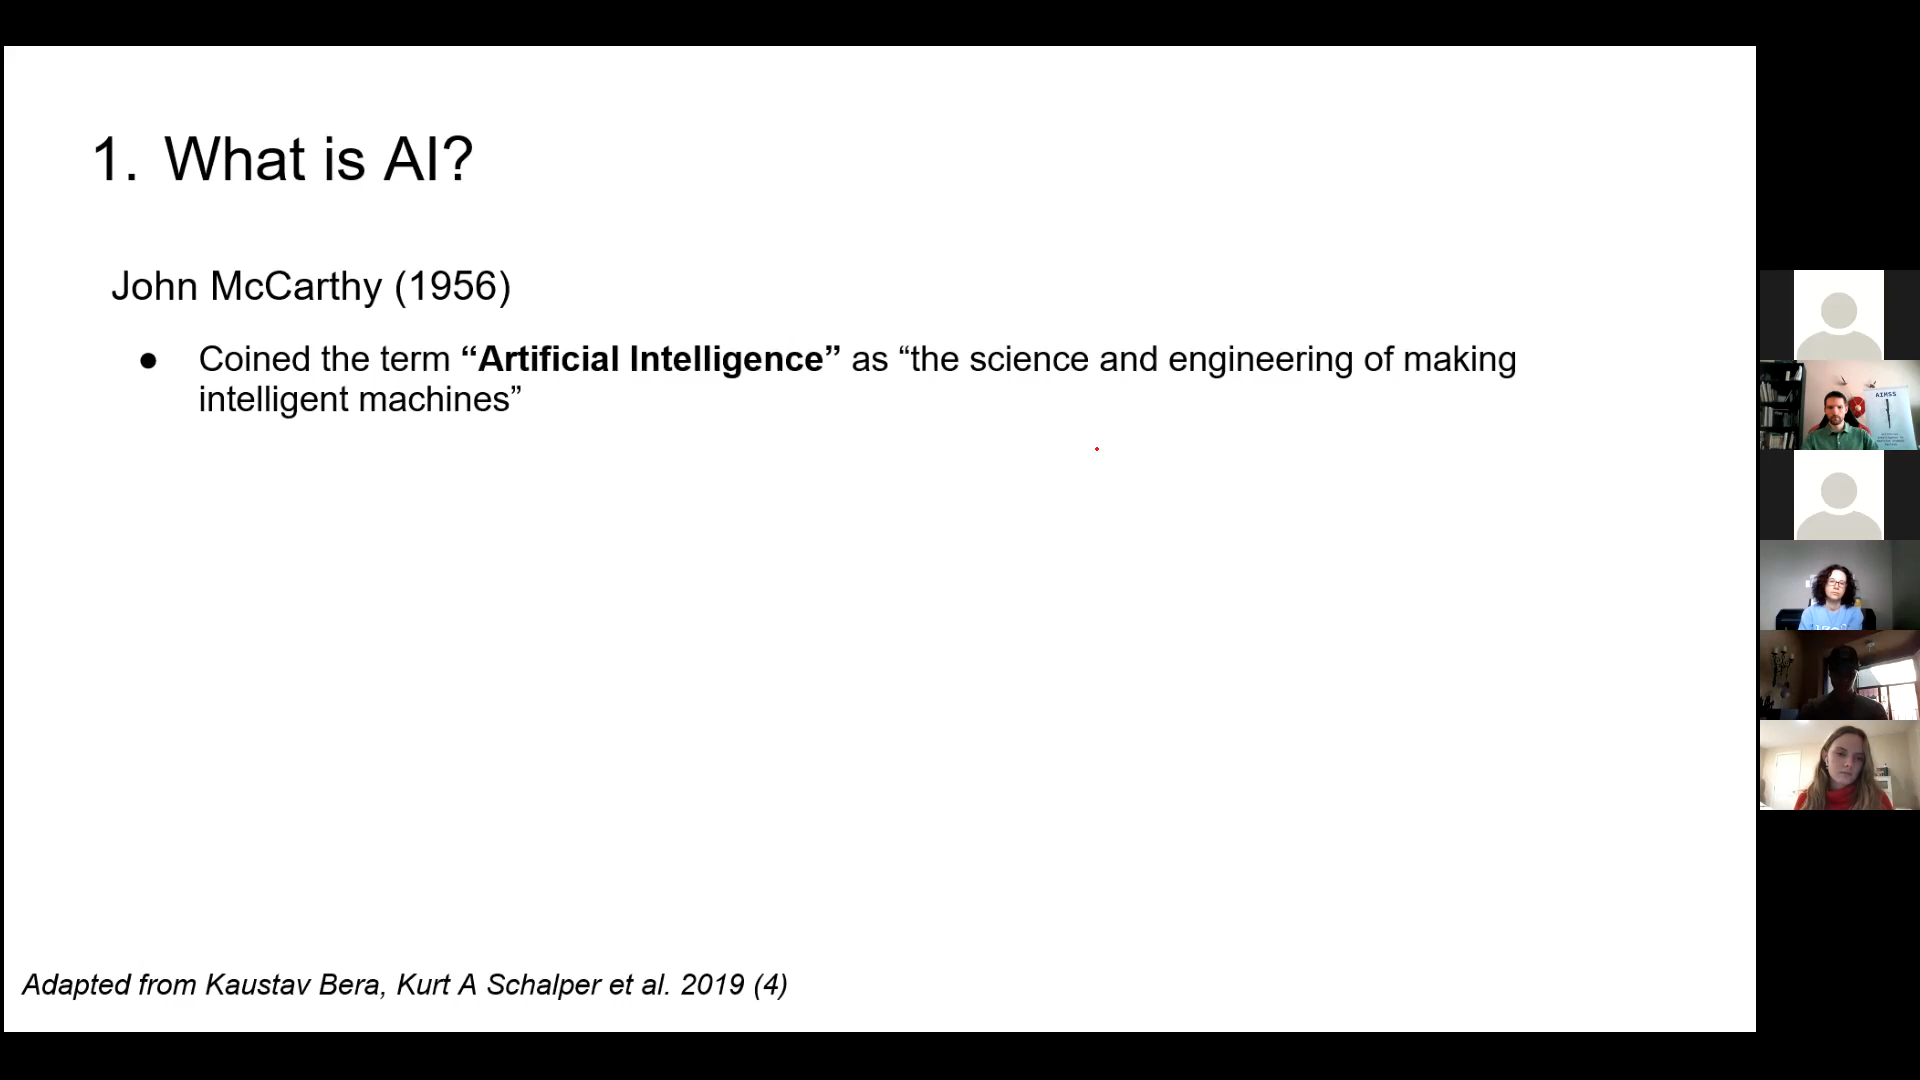 1. What is AI?
John McCarthy (1956)
● Coined the term “Artificial Intelligence” as “the science and engineering of making
intelligent machines”
Adapted from Kaustav Bera, Kurt A Schalper et al. 2019 (4)
AIMSS